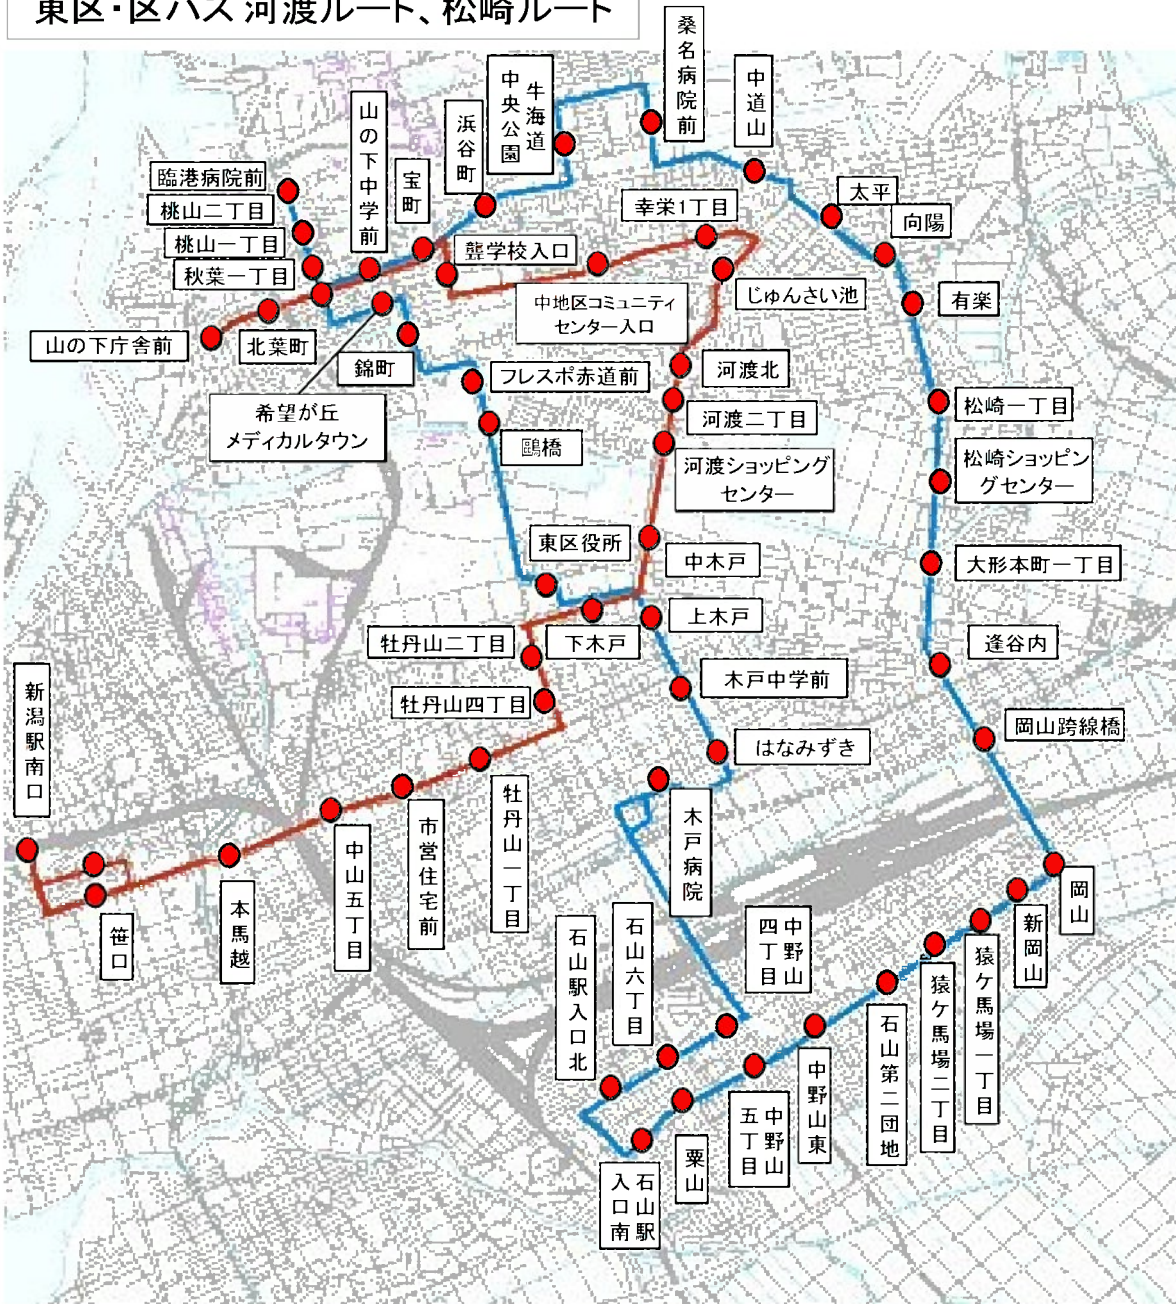 東区・区バス 河渡ルート、松崎ルート
桑名病院前
中道山
牛海道
中央公園
浜谷町
山の下中学前
宝町
臨港病院前
桃山二丁目
桃山一丁目
秋葉一丁目
太平
向陽
幸栄1丁目
聾学校入口
じゅんさい池
有楽
中地区コミュニティ
センター入口
山の下庁舎前
北葉町
錦町
フレスポ赤道前
河渡北
希望が丘
メディカルタウン
河渡二丁目
松崎一丁目
鷗橋
河渡ショッピング
センター
松崎ショッピン
グセンター
東区役所
中木戸
大形本町一丁目
上木戸
牡丹山二丁目
下木戸
逢谷内
木戸中学前
牡丹山四丁目
新潟駅南口
はなみずき
岡山跨線橋
牡丹山一丁目
市営住宅前
中山五丁目
木戸病院
本馬越
笹口
岡山
新岡山
猿ケ馬場一丁目
猿ケ馬場二丁目
石山第二団地
中野山
四丁目
石山六丁目
石山駅入口北
中野山東
中野山
五丁目
粟山
石山駅
入口南